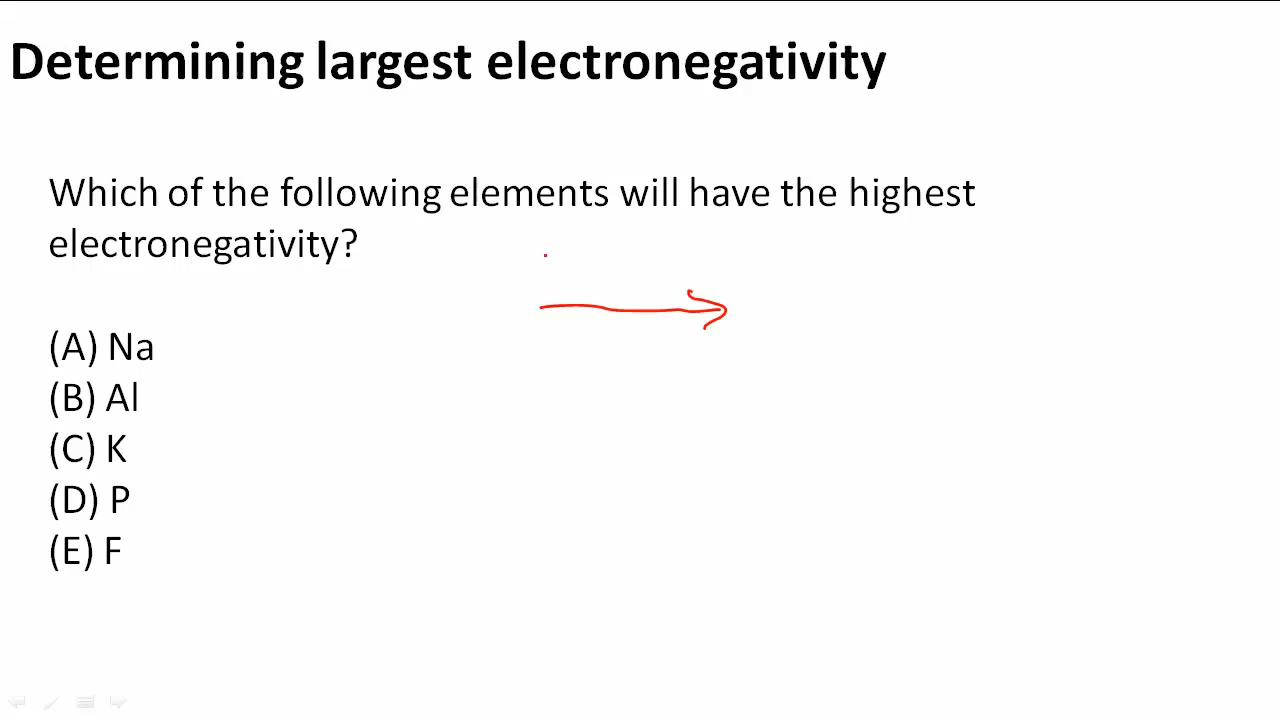 Determining largest electronegativity
Which of the following elements will have the highest
electronegativity?
(A) Na
(B) Al
(C) K
(D) P
(E) F